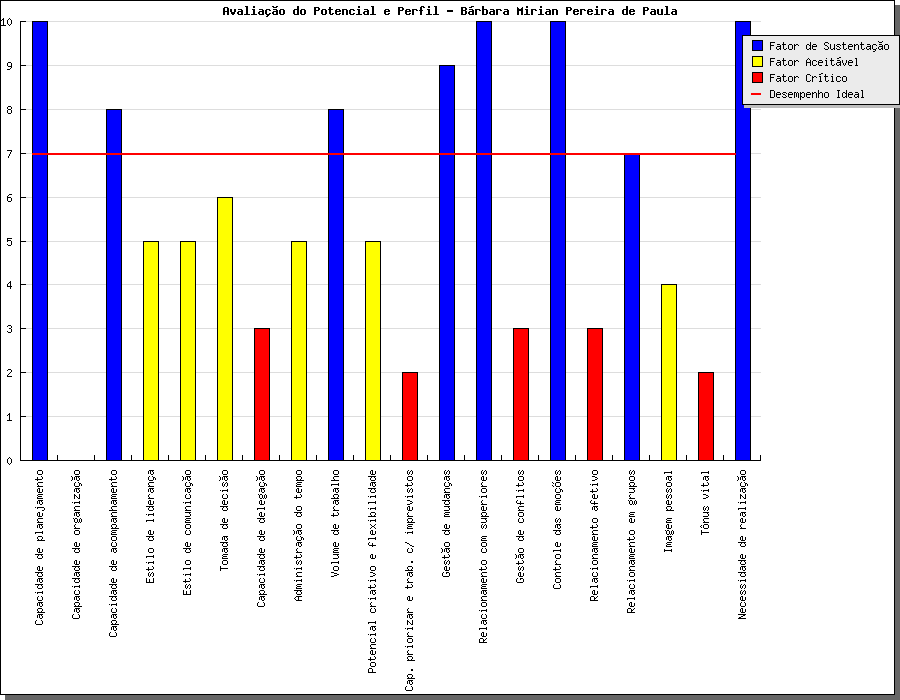 Avaliação do Potencial e Perfil - Bárbara Mirian Pereira de Paula
Fator de Sustentação
Fator Aceitável
Fator Crítico
Desempenho Ideal
10
9
8
7
6
5
4
3
2
1
0
Capacidade de planejamento
Capacidade de organização
Capacidade de acompanhamento
Estilo de liderança
Estilo de comunicação
Tomada de decisão
Capacidade de delegação
Administração do tempo
Volume de trabalho
Potencial criativo e flexibilidade
Cap. priorizar e trab. c/ imprevistos
Gestão de mudanças
Relacionamento com superiores
Gestão de conflitos
Controle das emoções
Relacionamento afetivo
Relacionamento em grupos
Imagem pessoal
Tônus vital
Necessidade de realização